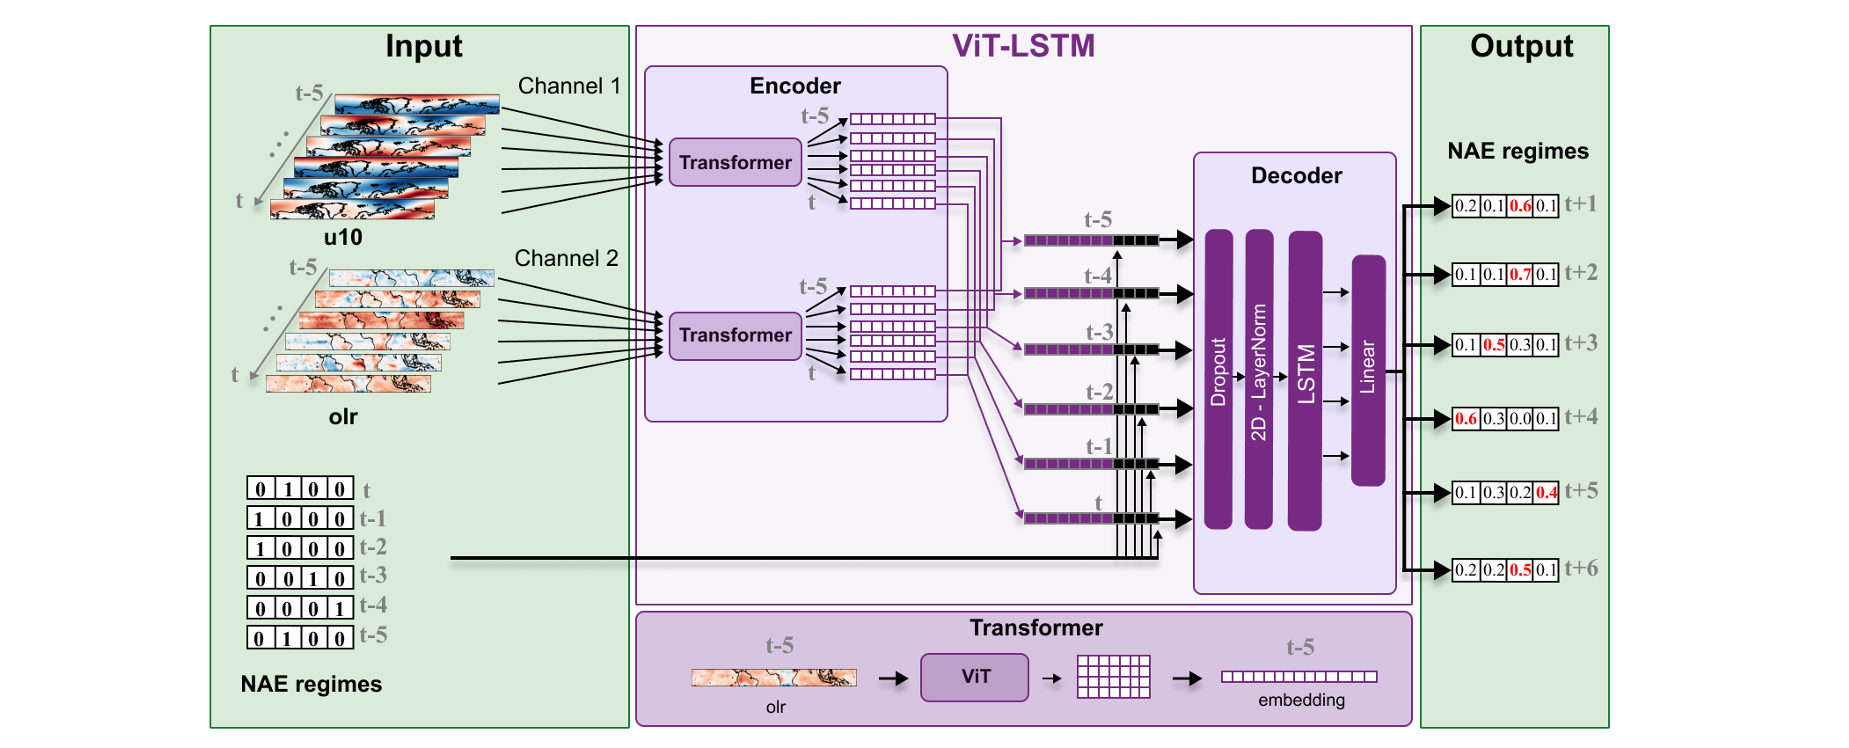 Input
t-5
Channel 1
t
u10
t-5
Channel 2
t
olr
0 1 0 0 t
1 0 0 0 t-1
1 0 0 0 t-2
0 0 1 0 t-3
0 0 0 1 t-4
0 1 0 0 t-5
NAE regimes
ViT-LSTM
Encoder
t-5
Transformer
t
t-5
Transformer
t
t-5
t-4
t-3
t-2
t-1
t
Decoder
Dropout
2D - LayerNorm
LSTM
Linear
Transformer
t-5
olr
ViT
t-5
embedding
Output
NAE regimes
0.2 0.1 0.6 0.1 t+1
0.1 0.1 0.7 0.1 t+2
0.1 0.5 0.3 0.1 t+3
0.6 0.3 0.0 0.1 t+4
0.1 0.3 0.2 0.4 t+5
0.2 0.2 0.5 0.1 t+6